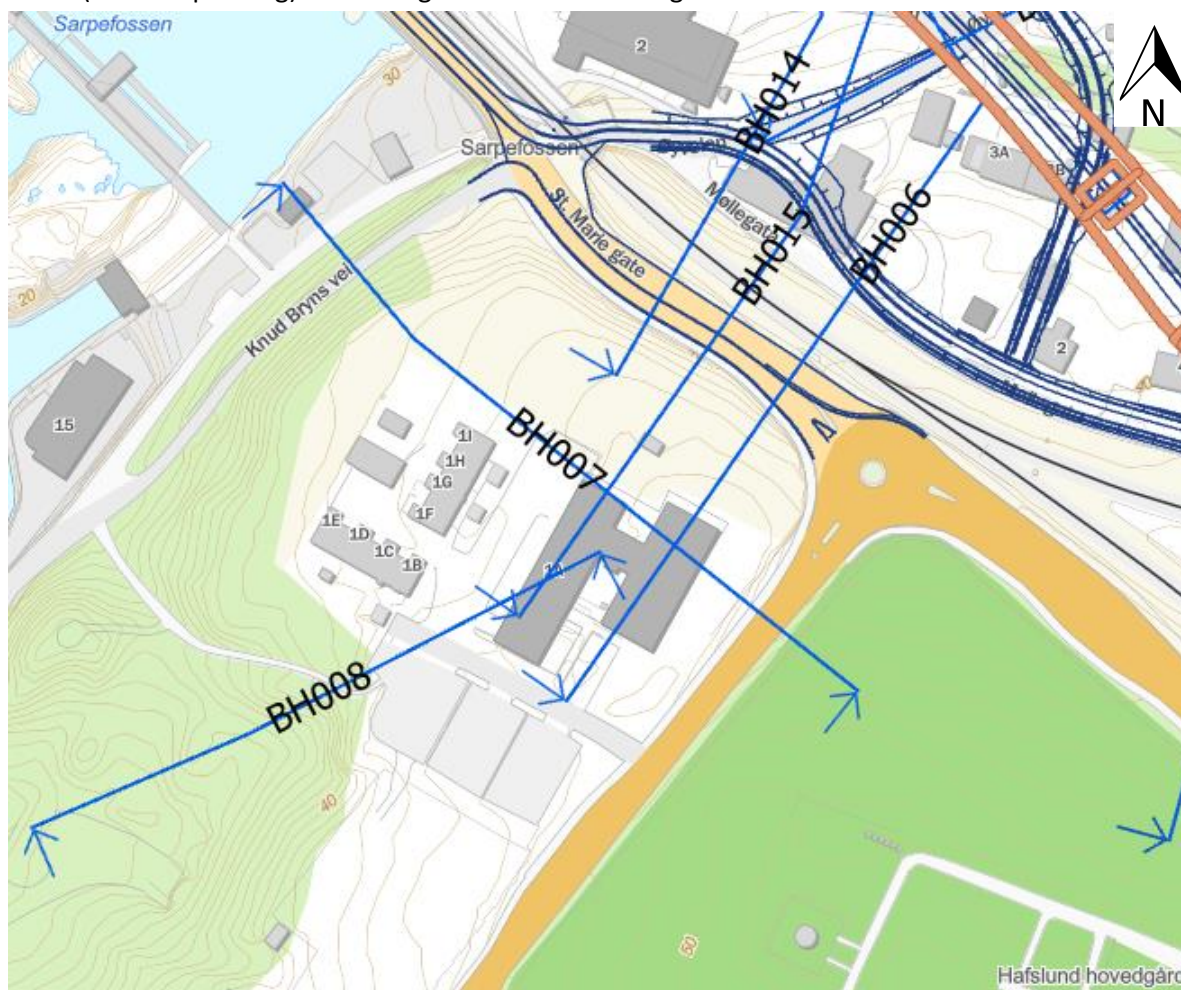 Sarpefossen
2
30
N
BH014
Sarpefossen
3A
Møllegata
St. Marie gate
BH015
BH006
20
Knud Bryns vei
2
15
1I
1H
1G
1F
BH007
1E
1D
1C
1B
1A
BH008
40
50
Hafslund hovedgård